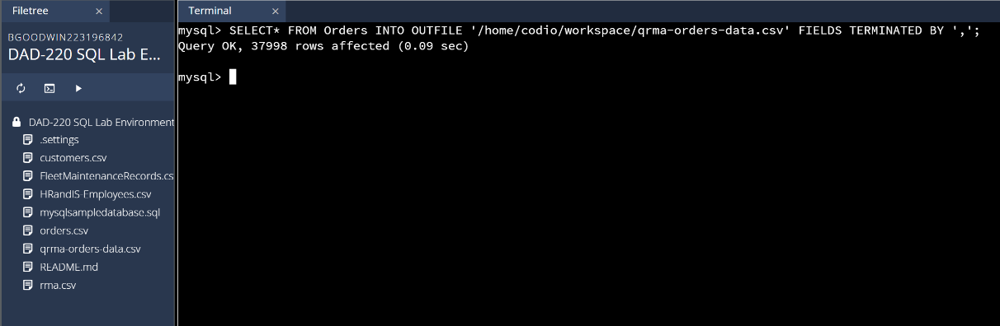 Filetree ×
Terminal ×
BGOODWIN223196842
DAD-220 SQL Lab E...
DAD-220 SQL Lab Environment
.settings
customers.csv
FleetMaintenanceRecords.cs
HRandIS-Employees.csv
mysqlsampledatabase.sql
orders.csv
qrma-orders-data.csv
README.md
rma.csv
mysql> SELECT* FROM Orders INTO OUTFILE '/home/codio/workspace/qrma-orders-data.csv' FIELDS TERMINATED BY ',';
Query OK, 37998 rows affected (0.09 sec)
mysql>